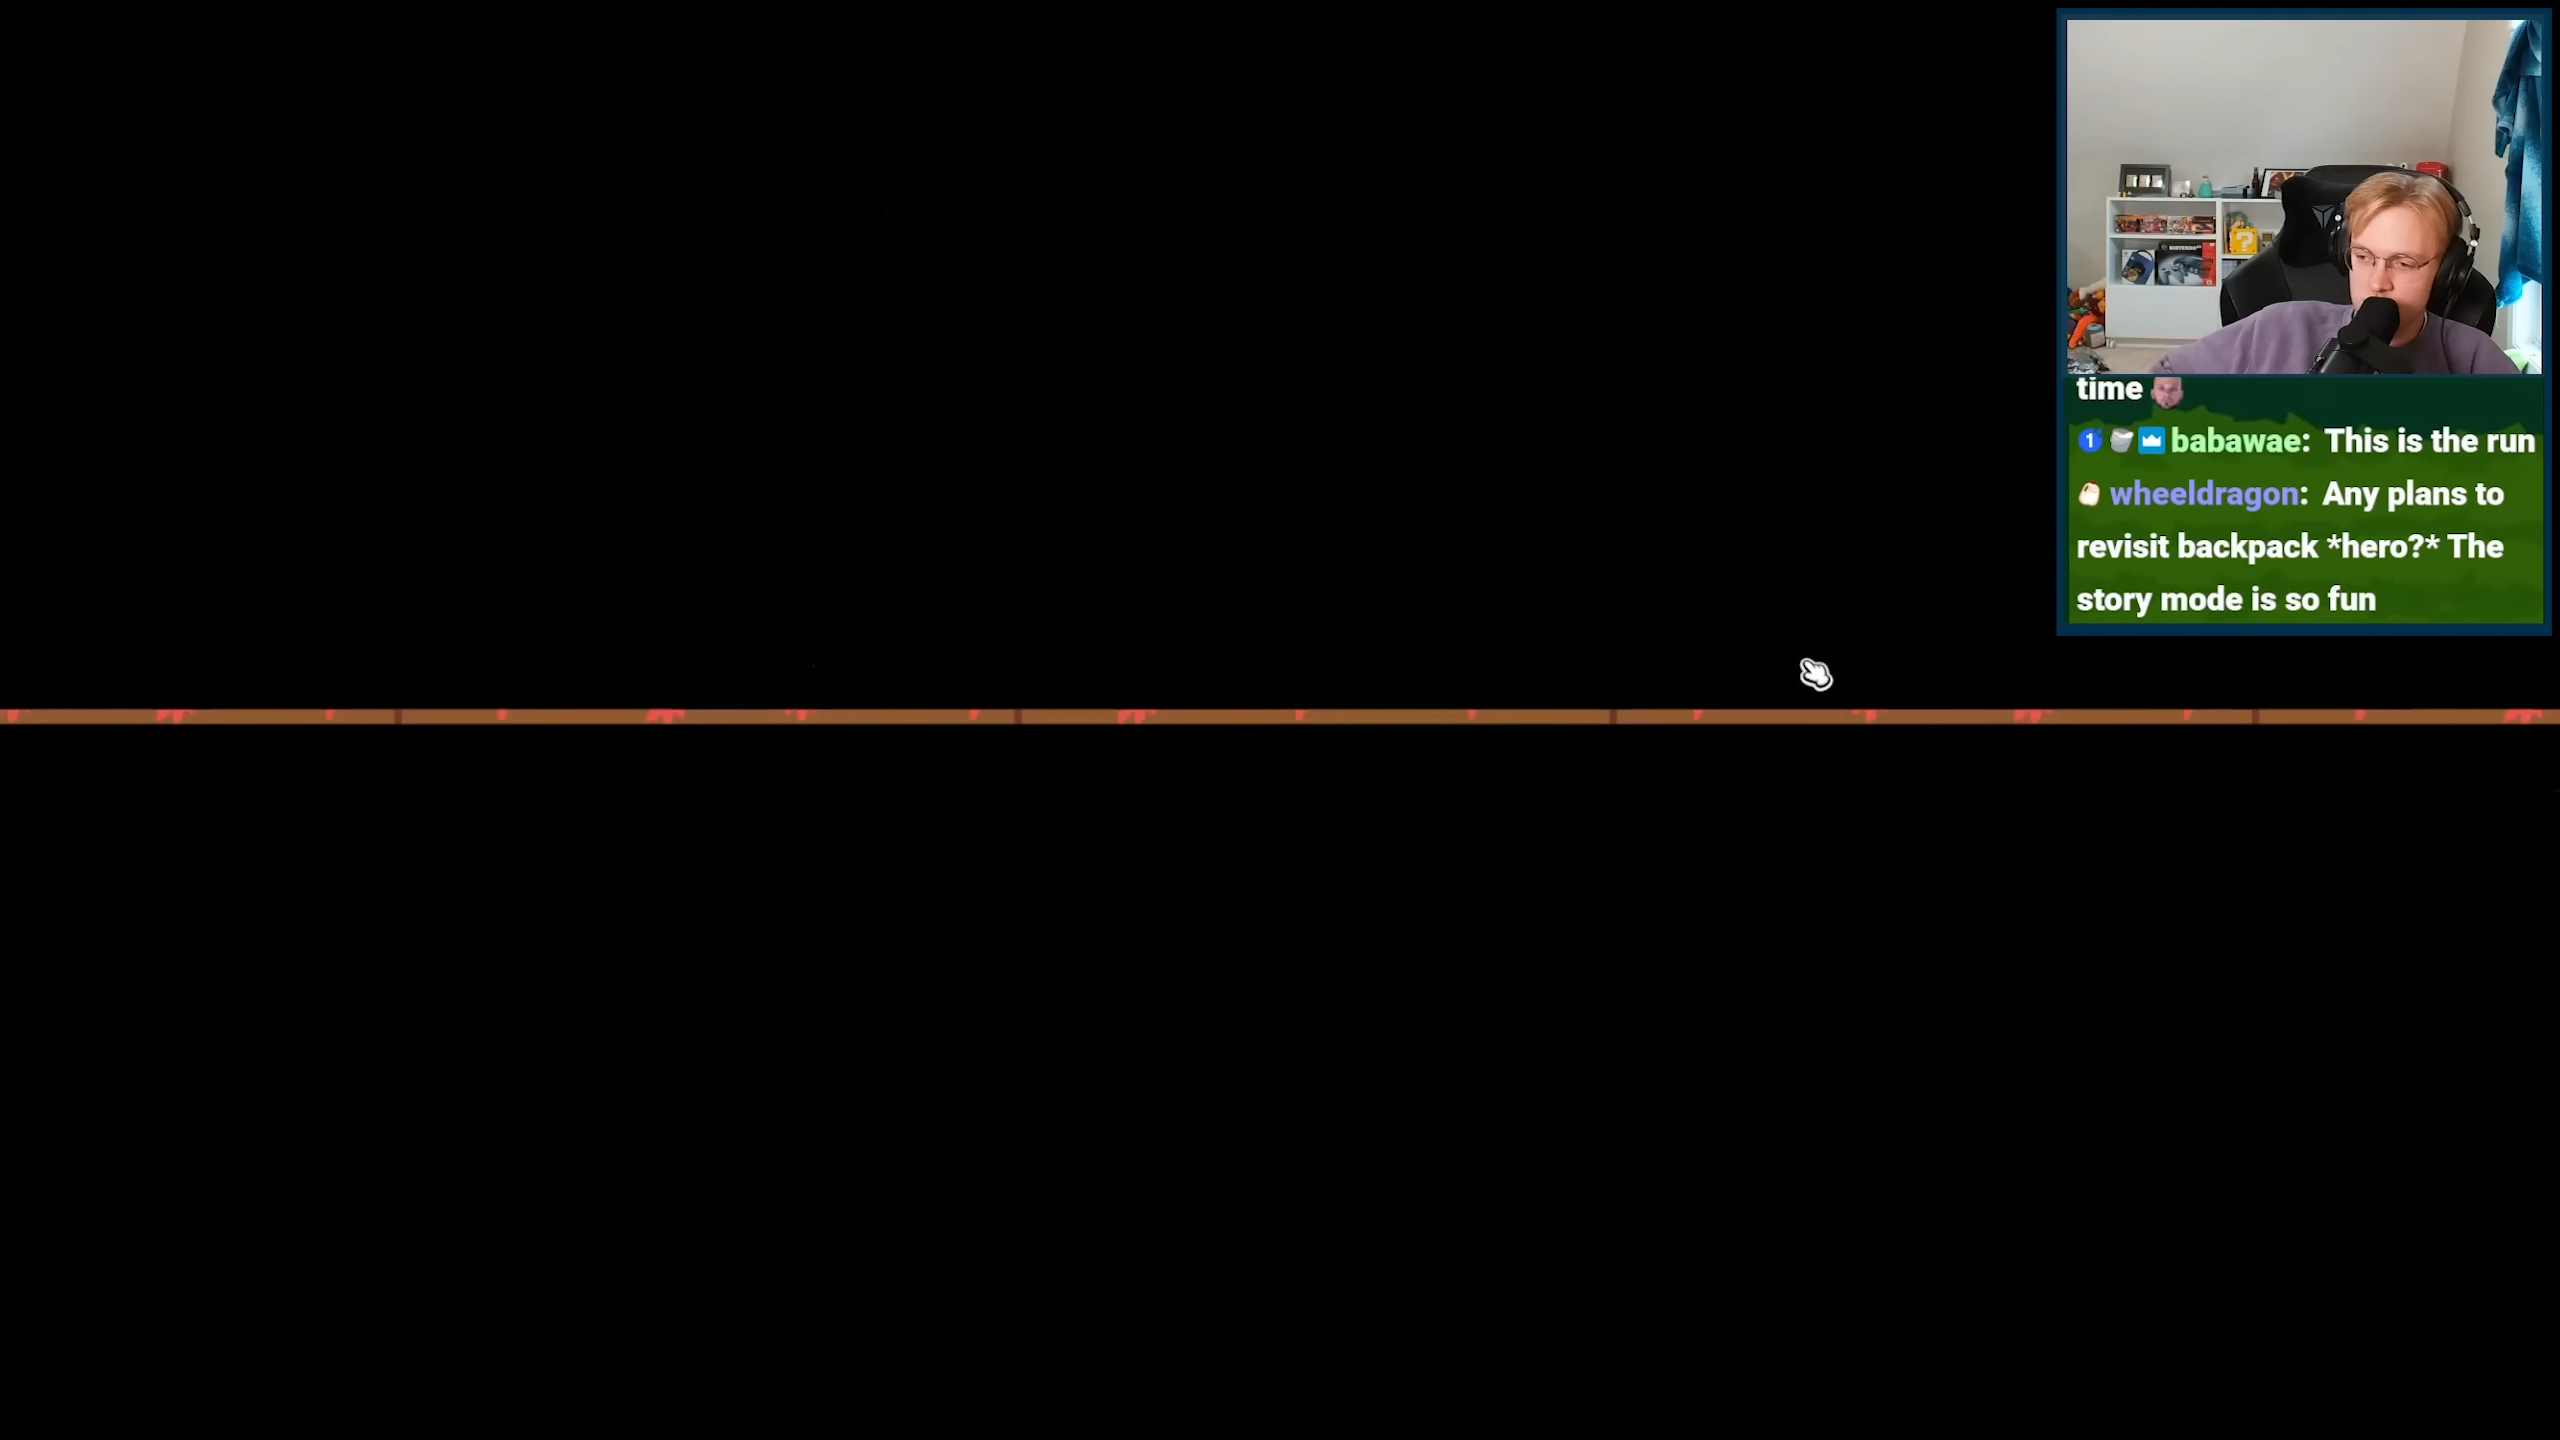 time
1 babawae: This is the run
wheeldragon: Any plans to
revisit backpack *hero?* The
story mode is so fun